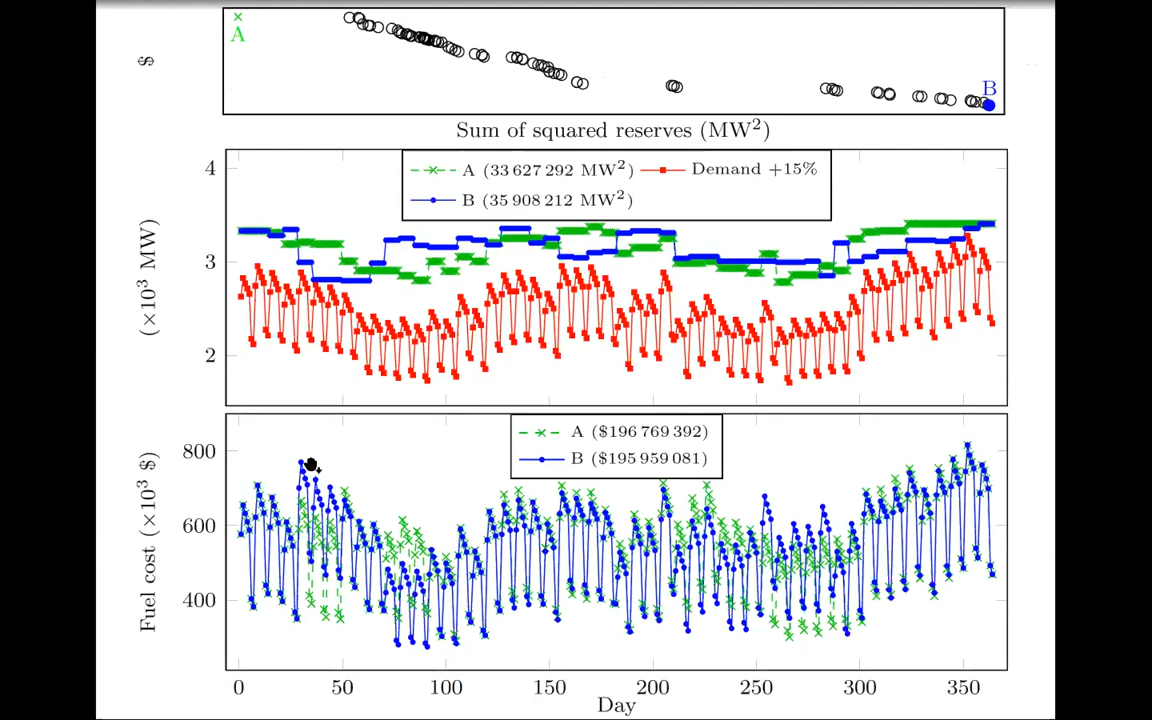 A
$
B
Sum of squared reserves (MW²)
4
3
2
(×10³ MW)
A (33 627 292 MW²)
Demand +15%
B (35 908 212 MW²)
800
600
400
Fuel cost (×10³ $)
A ($196 769 392)
B ($195 959 081)
0 50 100 150 200 250 300 350
Day